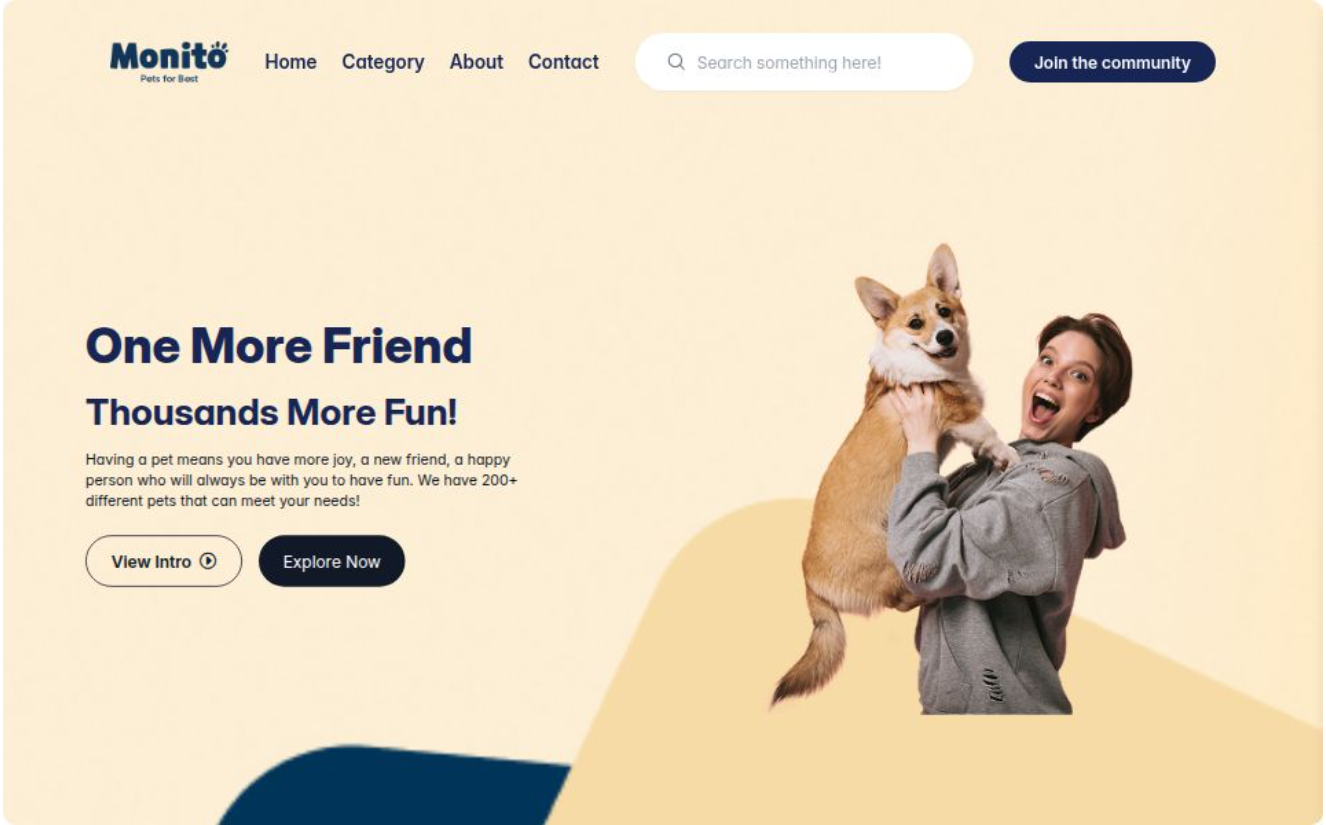 Monito
Pets for Best
Home
Category
About
Contact
Search something here!
Join the community
One More Friend
Thousands More Fun!
Having a pet means you have more joy, a new friend, a happy
person who will always be with you to have fun. We have 200+
different pets that can meet your needs!
View Intro
Explore Now